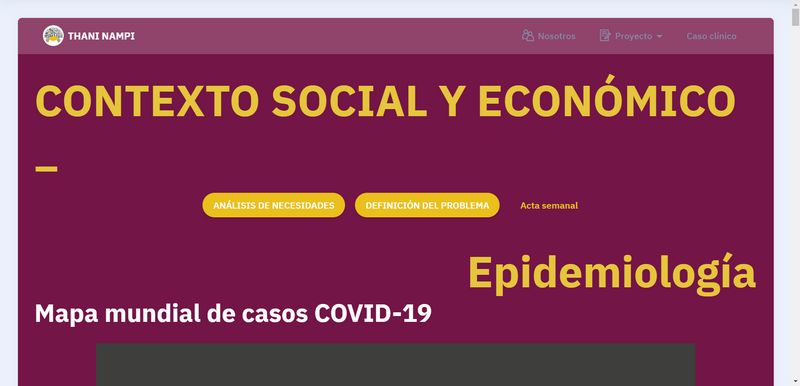 THANI NAMPI
Nosotros
Proyecto
Caso clínico
CONTEXTO SOCIAL Y ECONÓMICO
–
ANÁLISIS DE NECESIDADES
DEFINICIÓN DEL PROBLEMA
Acta semanal
Epidemiología
Mapa mundial de casos COVID-19